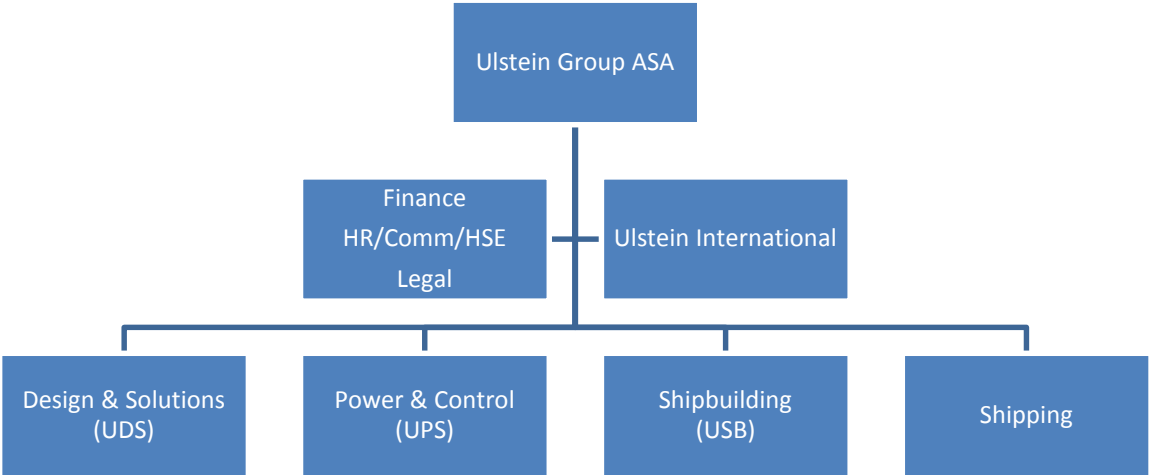 Ulstein Group ASA
Finance
HR/Comm/HSE
Legal
Ulstein International
Design & Solutions
(UDS)
Power & Control
(UPS)
Shipbuilding
(USB)
Shipping